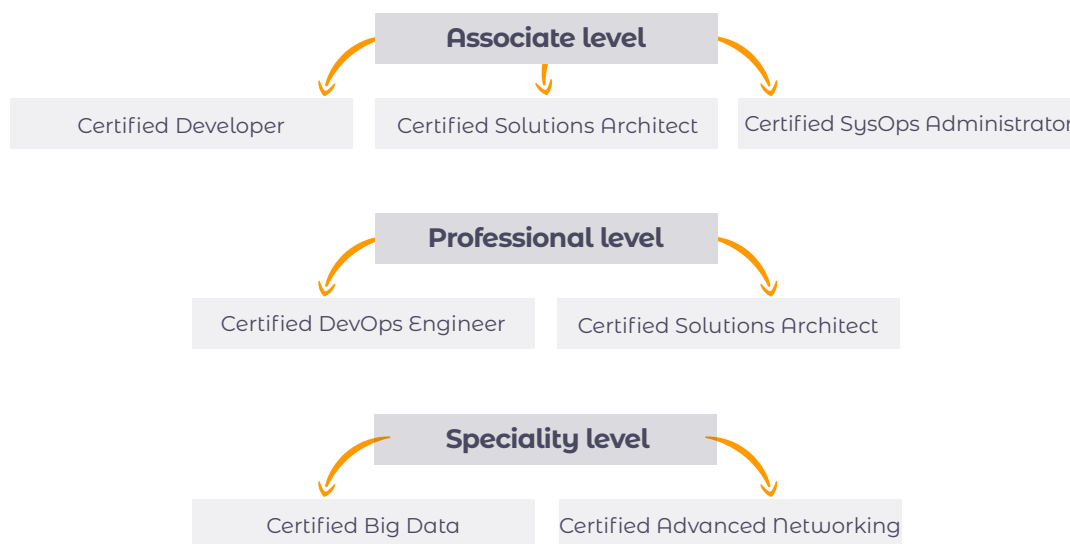 Associate level
Certified Developer
Certified Solutions Architect
Certified SysOps Administrator
Professional level
Certified DevOps Engineer
Certified Solutions Architect
Speciality level
Certified Big Data
Certified Advanced Networking